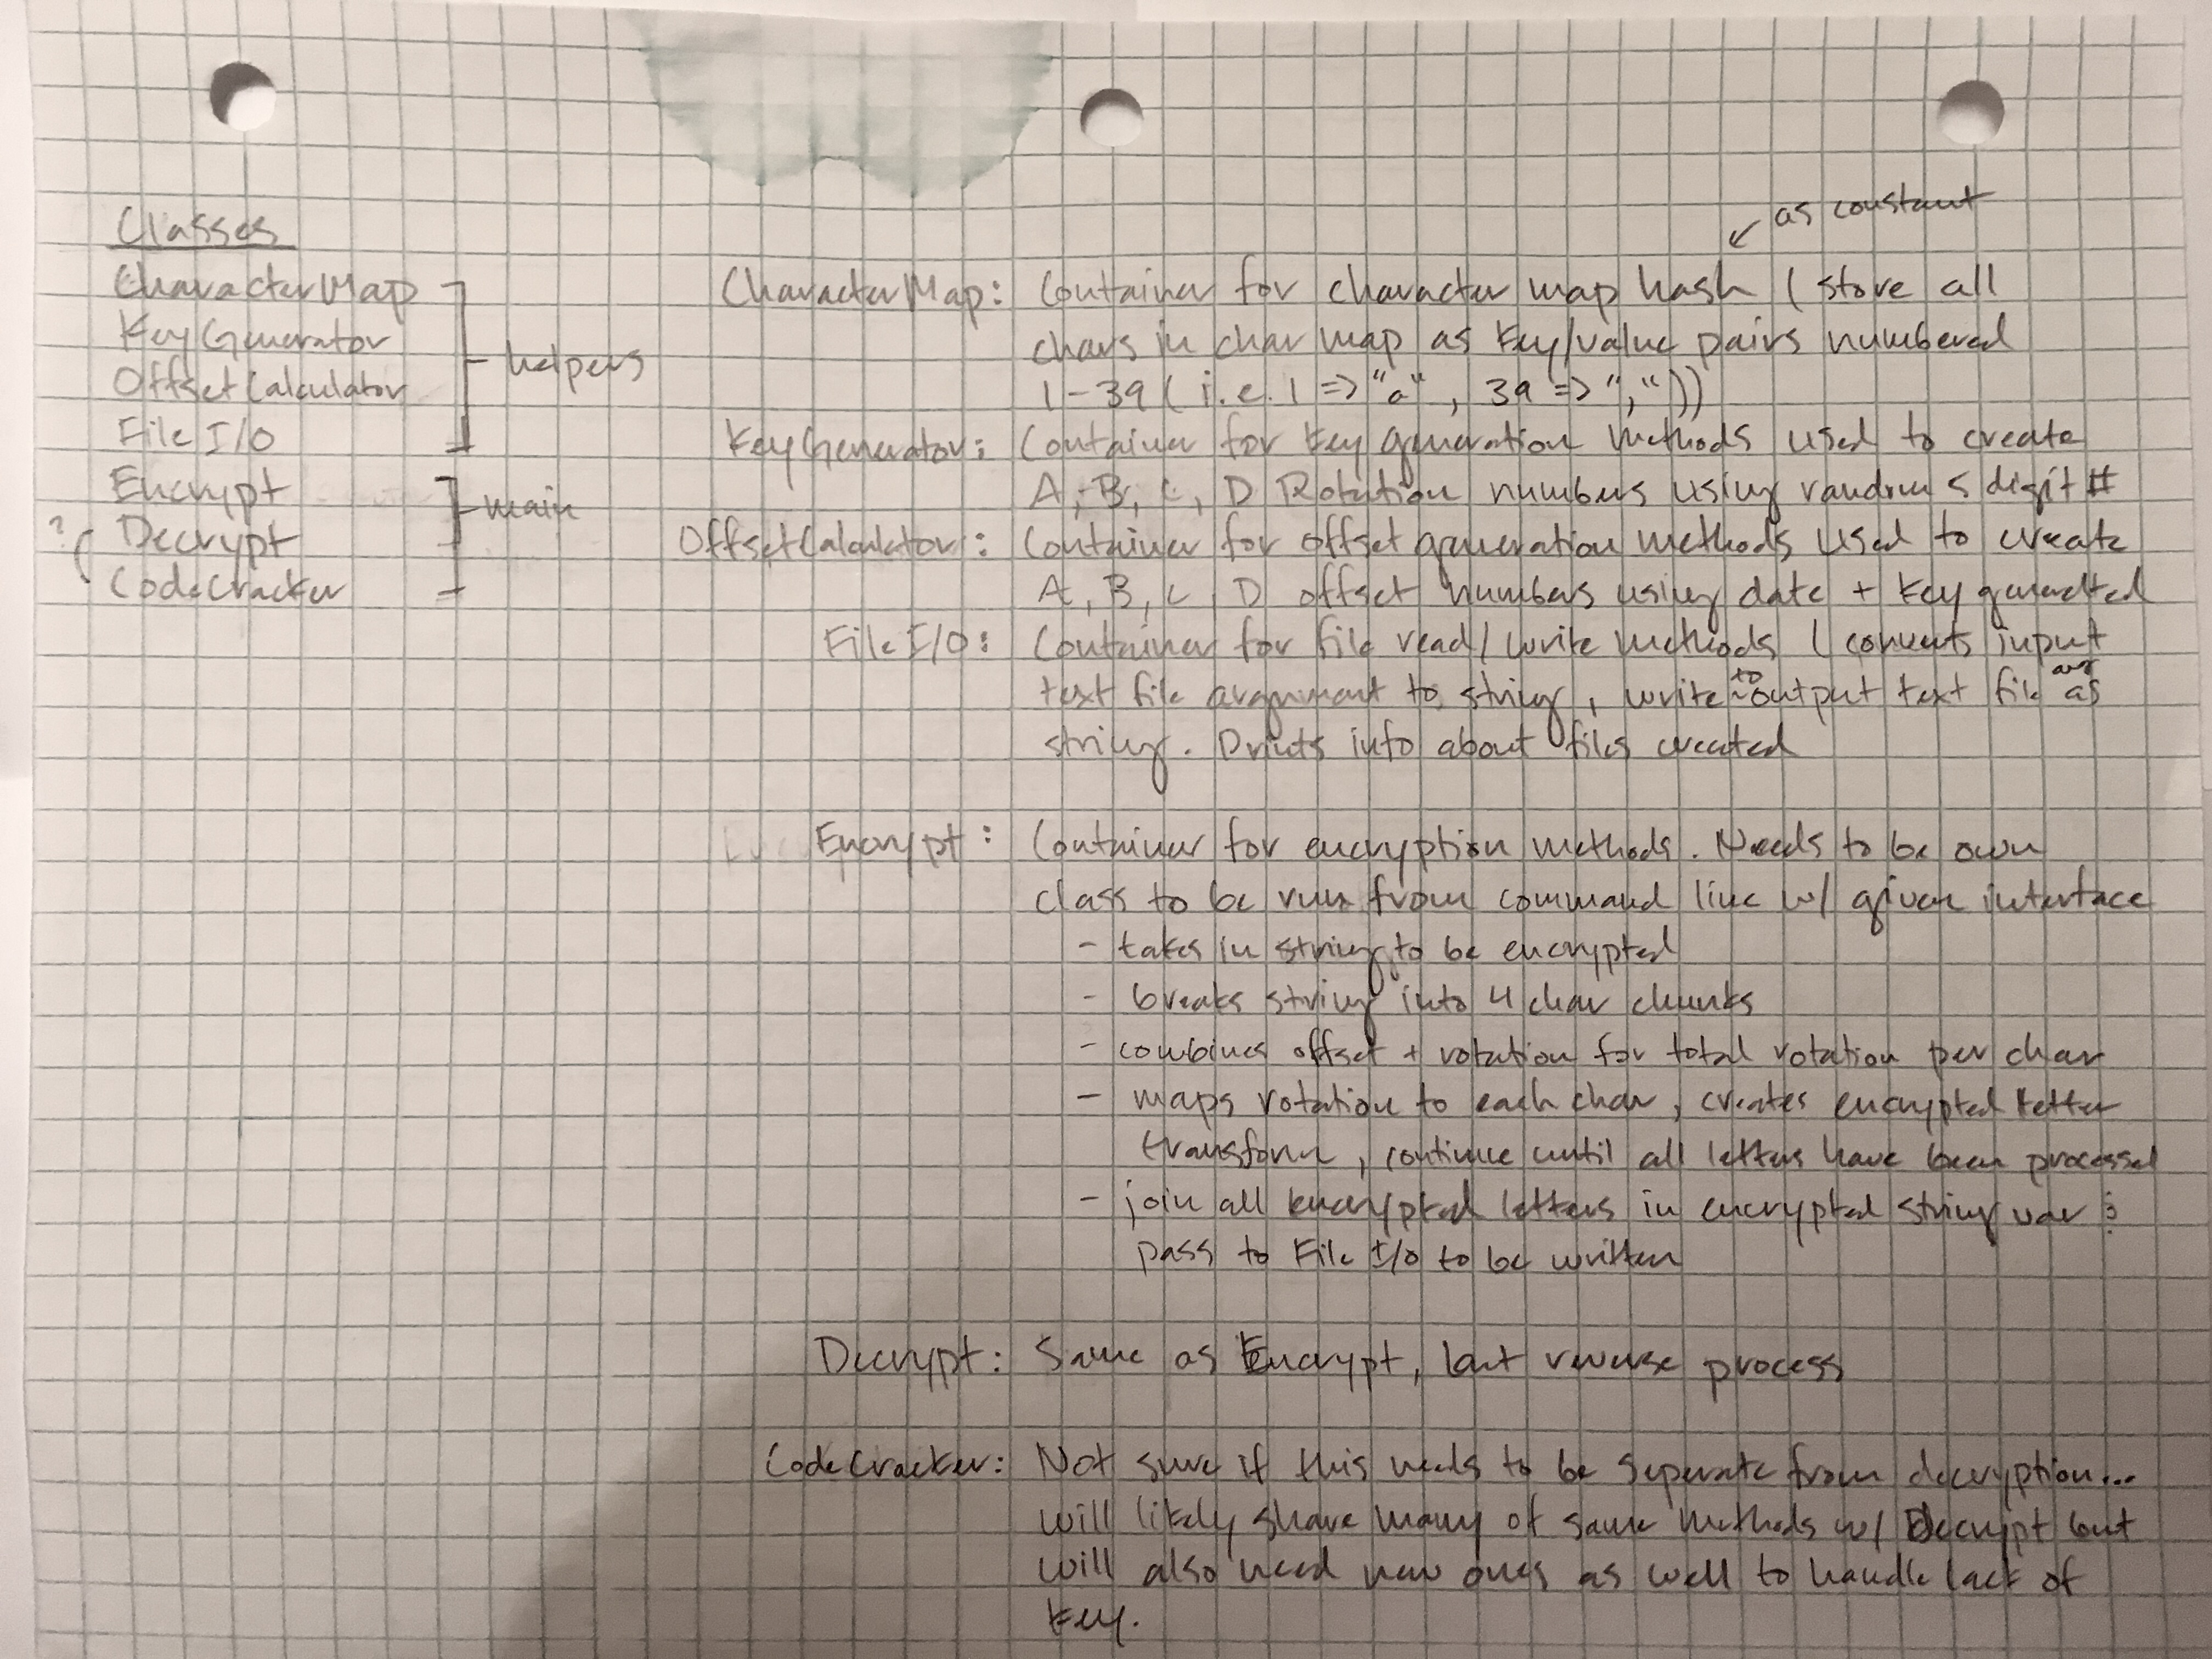 Classes
CharacterMap
KeyGenerator
OffsetCalculator
File I/O
helpers
Encrypt
Decrypt
CodeCracker
main
?
as constant
CharacterMap: Container for character map hash (store all
chars in char map as key/value pairs numbered
1-39 (i.e. 1 => "a", 39 => ","))
KeyGenerator: Container for key generation methods used to create
A, B, C, D Rotation numbers using random 5 digit #
OffsetCalculator: Container for offset generation methods used to create
A, B, C, D offset numbers using date + key generated
File I/O: Container for file read/write methods (converts input
text file argument to string, write to output text file arg as
string. Prints info about files created
Encrypt: Container for encryption methods. Needs to be own
class to be run from command line w/ given interface
- takes in string to be encrypted
- breaks string into 4 char chunks
- combines offset + rotation for total rotation per char
- maps rotation to each char, creates encrypted letter
transform, continue until all letters have been processed
- join all encrypted letters in encrypted string var &
pass to File I/O to be written
Decrypt: Same as Encrypt, but reverse process
CodeCracker: Not sure if this needs to be seperate from decryption...
will likely share many of same methods w/ Decrypt but
will also need new ones as well to handle lack of
key.